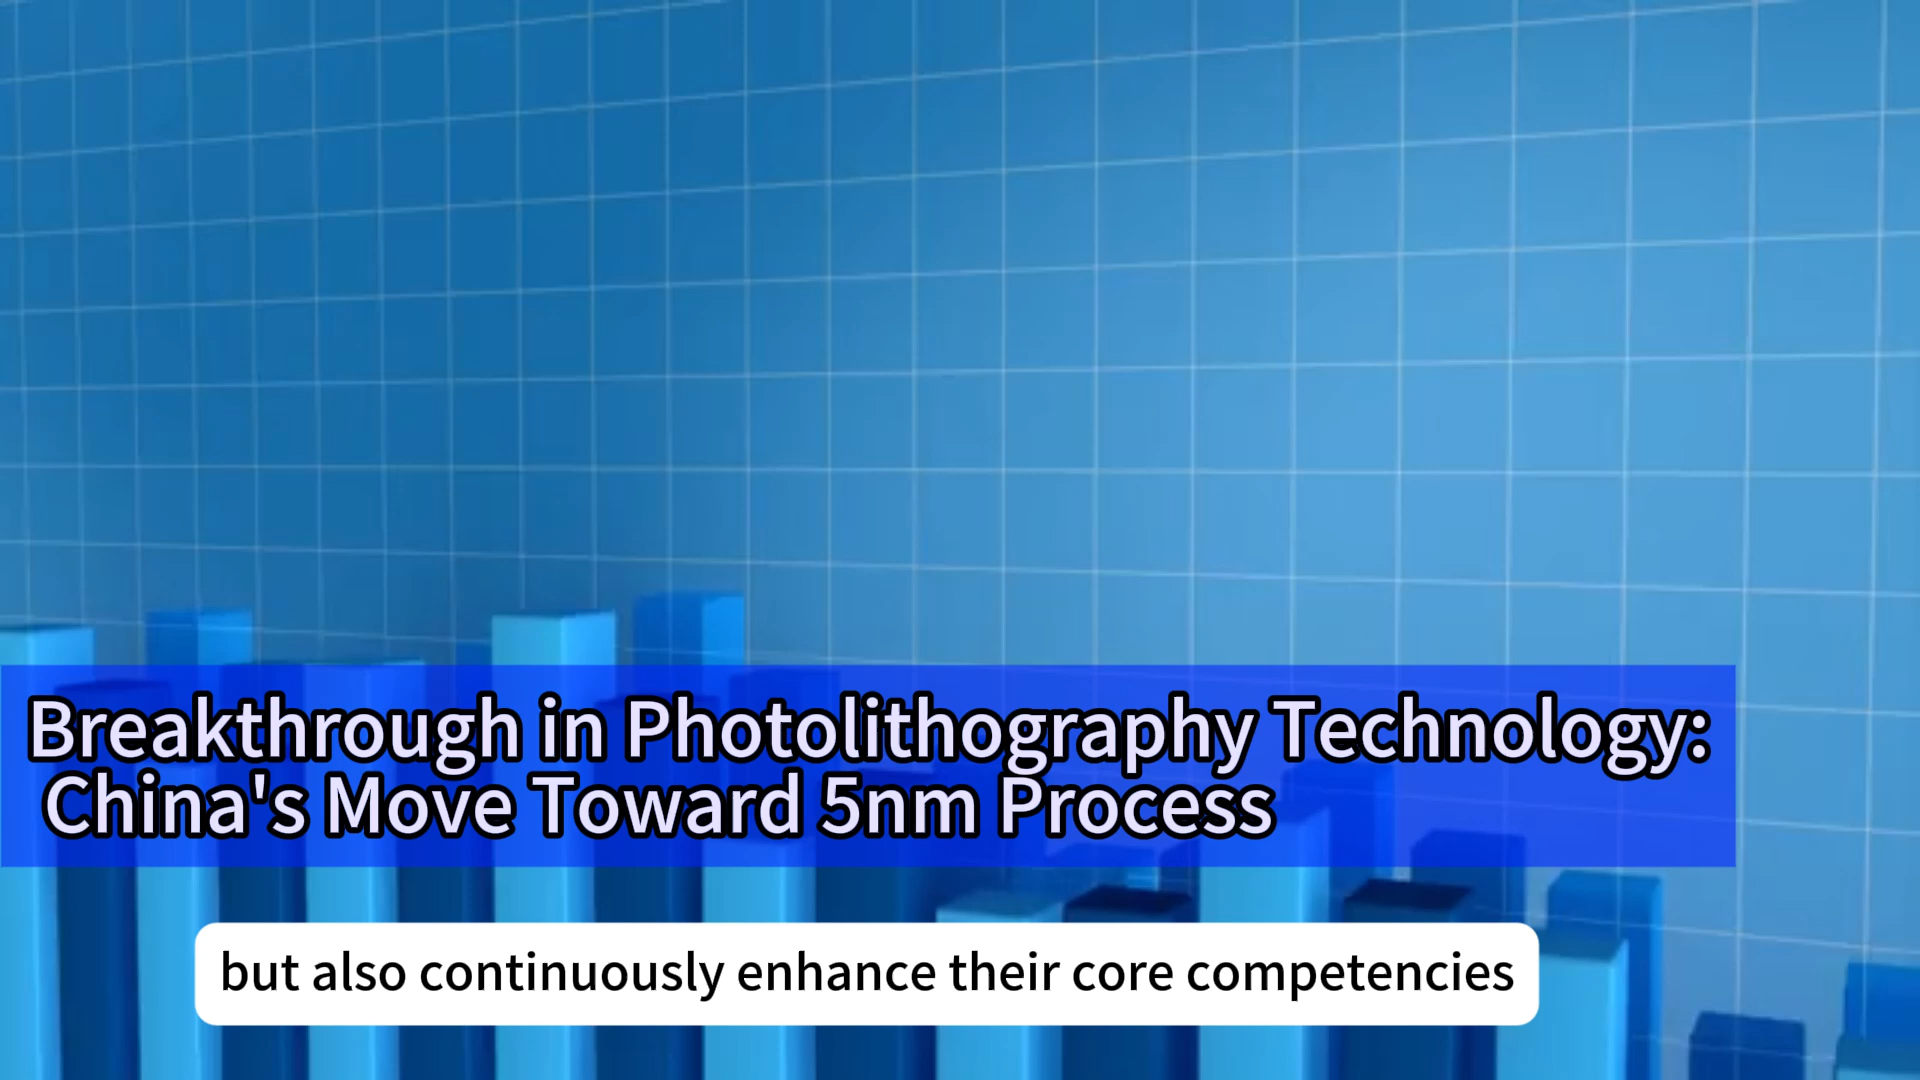 Breakthrough in Photolithography Technology:
China's Move Toward 5nm Process
but also continuously enhance their core competencies